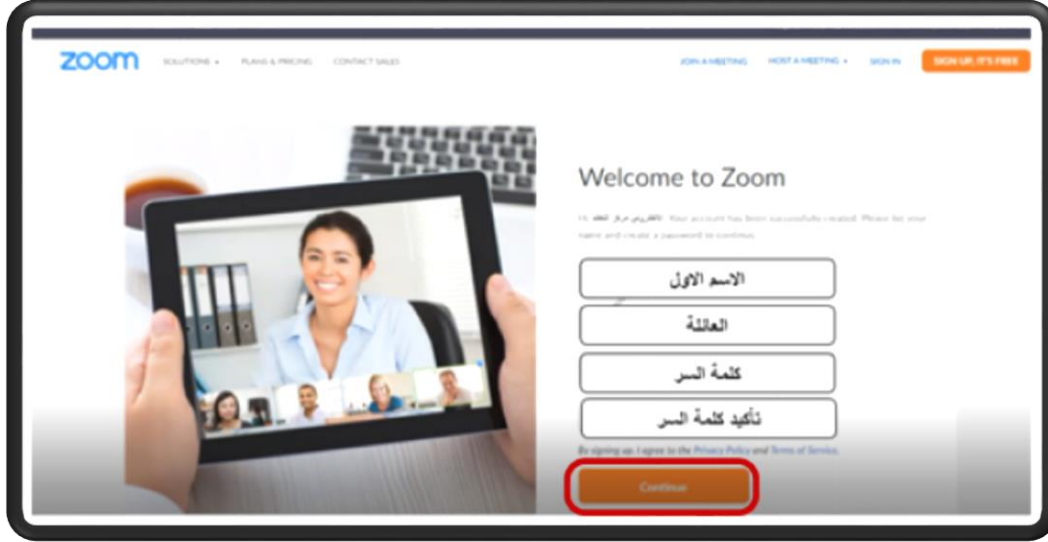 zoom
SOLUTIONS PLANS & PRICING CONTACT SALES
JOIN A MEETING HOST A MEETING SIGN IN SIGN UP, IT'S FREE
Welcome to Zoom
Hi, Your account has been successfully created. Please list your
name and create a password to continue.
الاسم الاول
العائلة
كلمة السر
تأكيد كلمة السر
By signing up, I agree to the Privacy Policy and Terms of Service.
Continue